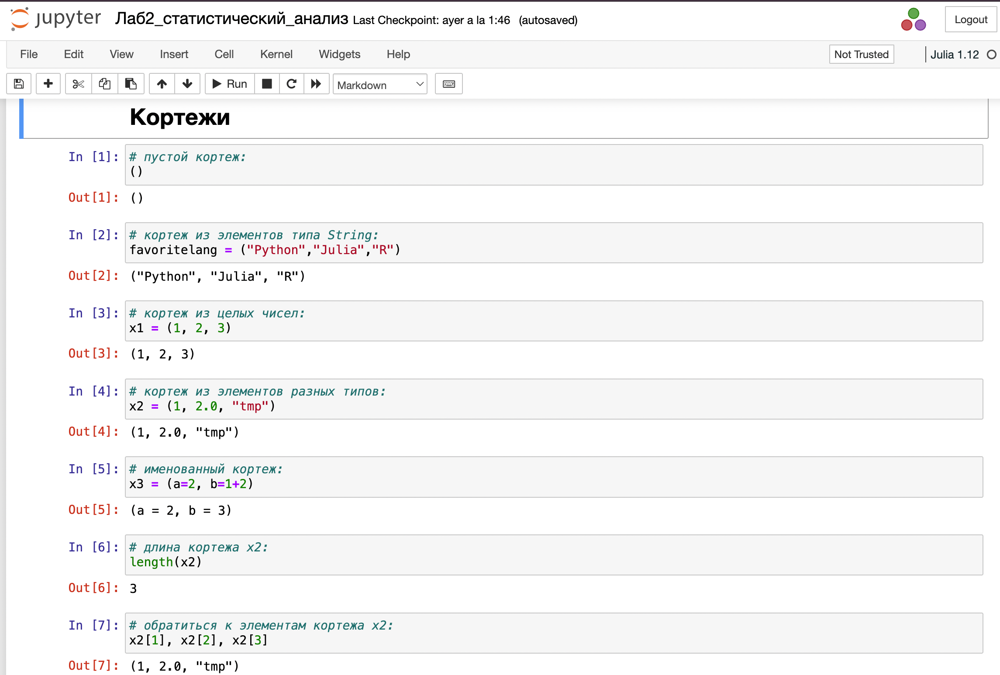 jupyter Лаб2_статистический_анализ Last Checkpoint: ayer a la 1:46 (autosaved) Logout
File Edit View Insert Cell Kernel Widgets Help Not Trusted Julia 1.12
Run Markdown
Кортежи
In [1]: # пустой кортеж:
()
Out[1]: ()
In [2]: # кортеж из элементов типа String:
favoritelang = ("Python","Julia","R")
Out[2]: ("Python", "Julia", "R")
In [3]: # кортеж из целых чисел:
x1 = (1, 2, 3)
Out[3]: (1, 2, 3)
In [4]: # кортеж из элементов разных типов:
x2 = (1, 2.0, "tmp")
Out[4]: (1, 2.0, "tmp")
In [5]: # именованный кортеж:
x3 = (a=2, b=1+2)
Out[5]: (a = 2, b = 3)
In [6]: # длина кортежа x2:
length(x2)
Out[6]: 3
In [7]: # обратиться к элементам кортежа x2:
x2[1], x2[2], x2[3]
Out[7]: (1, 2.0, "tmp")